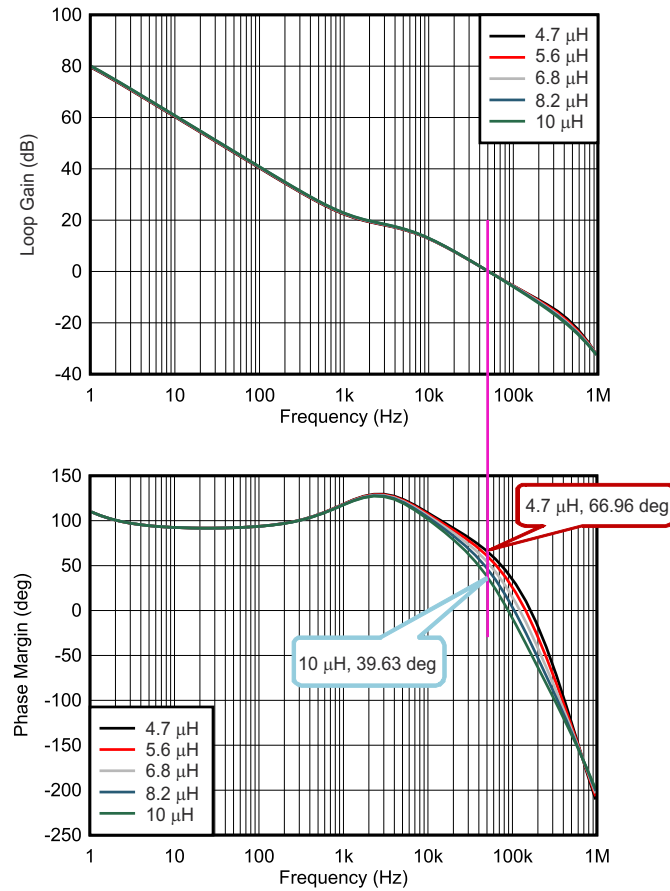 4.7 μH
5.6 μH
6.8 μH
8.2 μH
10 μH
80
60
40
20
0
-20
-40
Loop Gain (dB)
1 10 100 1k 10k 100k 1M
Frequency (Hz)
150
100
50
0
-50
-100
-150
-200
-250
Phase Margin (deg)
4.7 μH, 66.96 deg
10 μH, 39.63 deg
4.7 μH
5.6 μH
6.8 μH
8.2 μH
10 μH
1 10 100 1k 10k 100k 1M
Frequency (Hz)